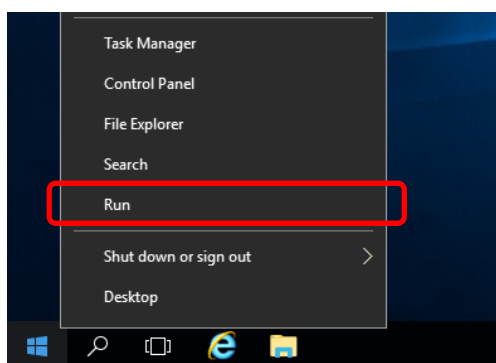 Task Manager
Control Panel
File Explorer
Search
Run
Shut down or sign out
Desktop